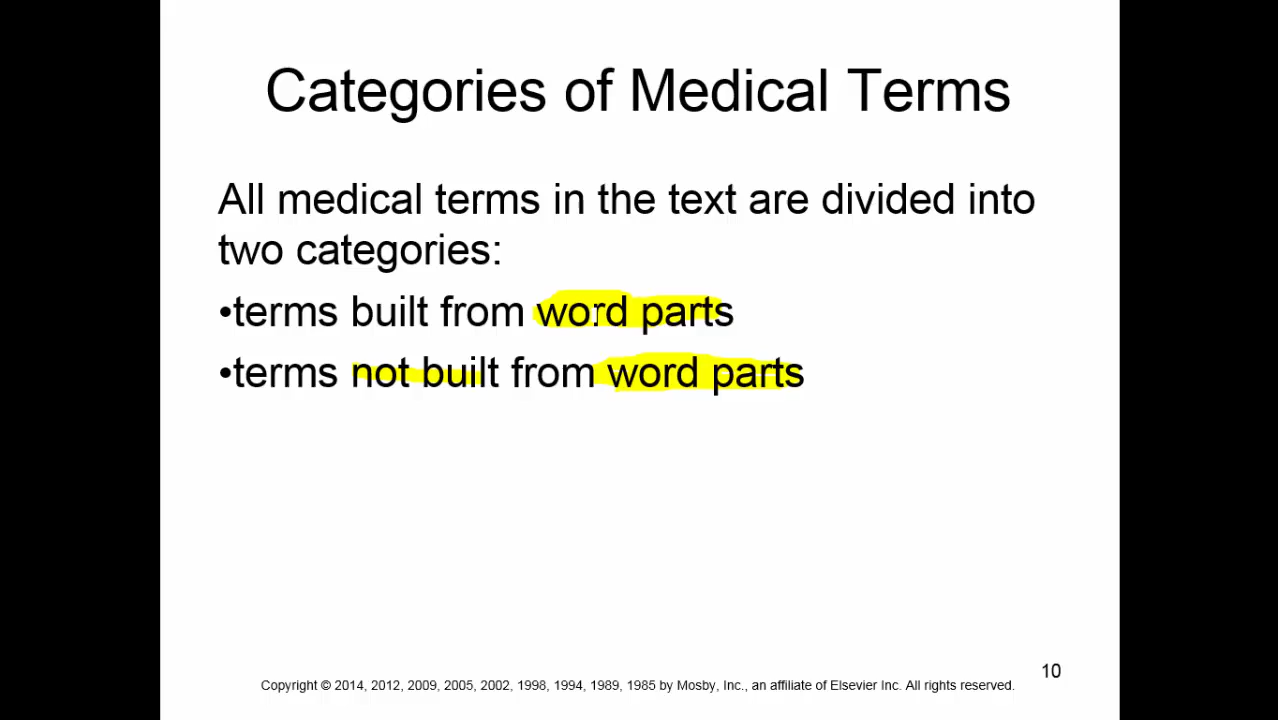 Categories of Medical Terms
All medical terms in the text are divided into
two categories:
•terms built from word parts
•terms not built from word parts
10
Copyright © 2014, 2012, 2009, 2005, 2002, 1998, 1994, 1989, 1985 by Mosby, Inc., an affiliate of Elsevier Inc. All rights reserved.